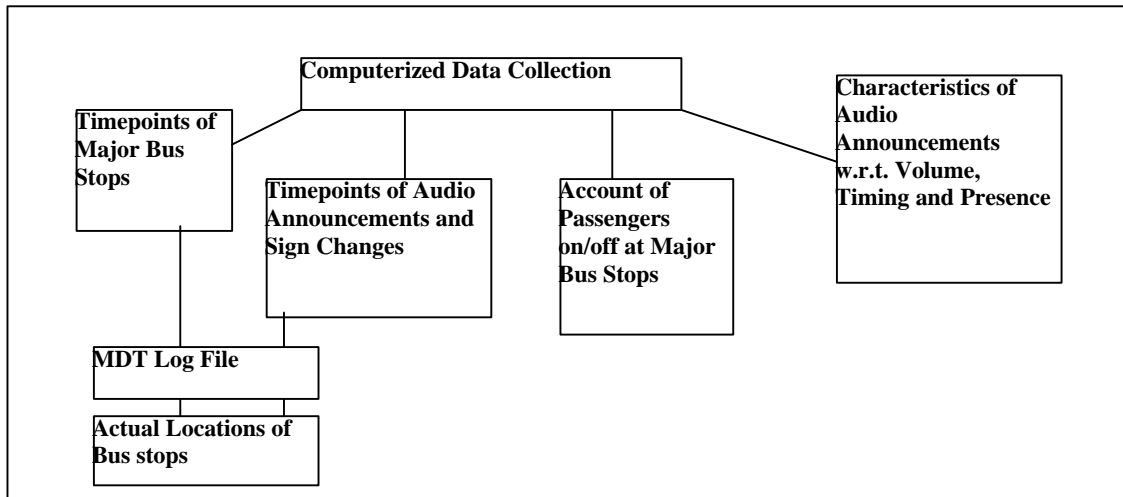 Computerized Data Collection
Timepoints of
Major Bus
Stops
Timepoints of Audio
Announcements and
Sign Changes
Account of
Passengers
on/off at Major
Bus Stops
Characteristics of
Audio
Announcements
w.r.t. Volume,
Timing and Presence
MDT Log File
Actual Locations of
Bus stops